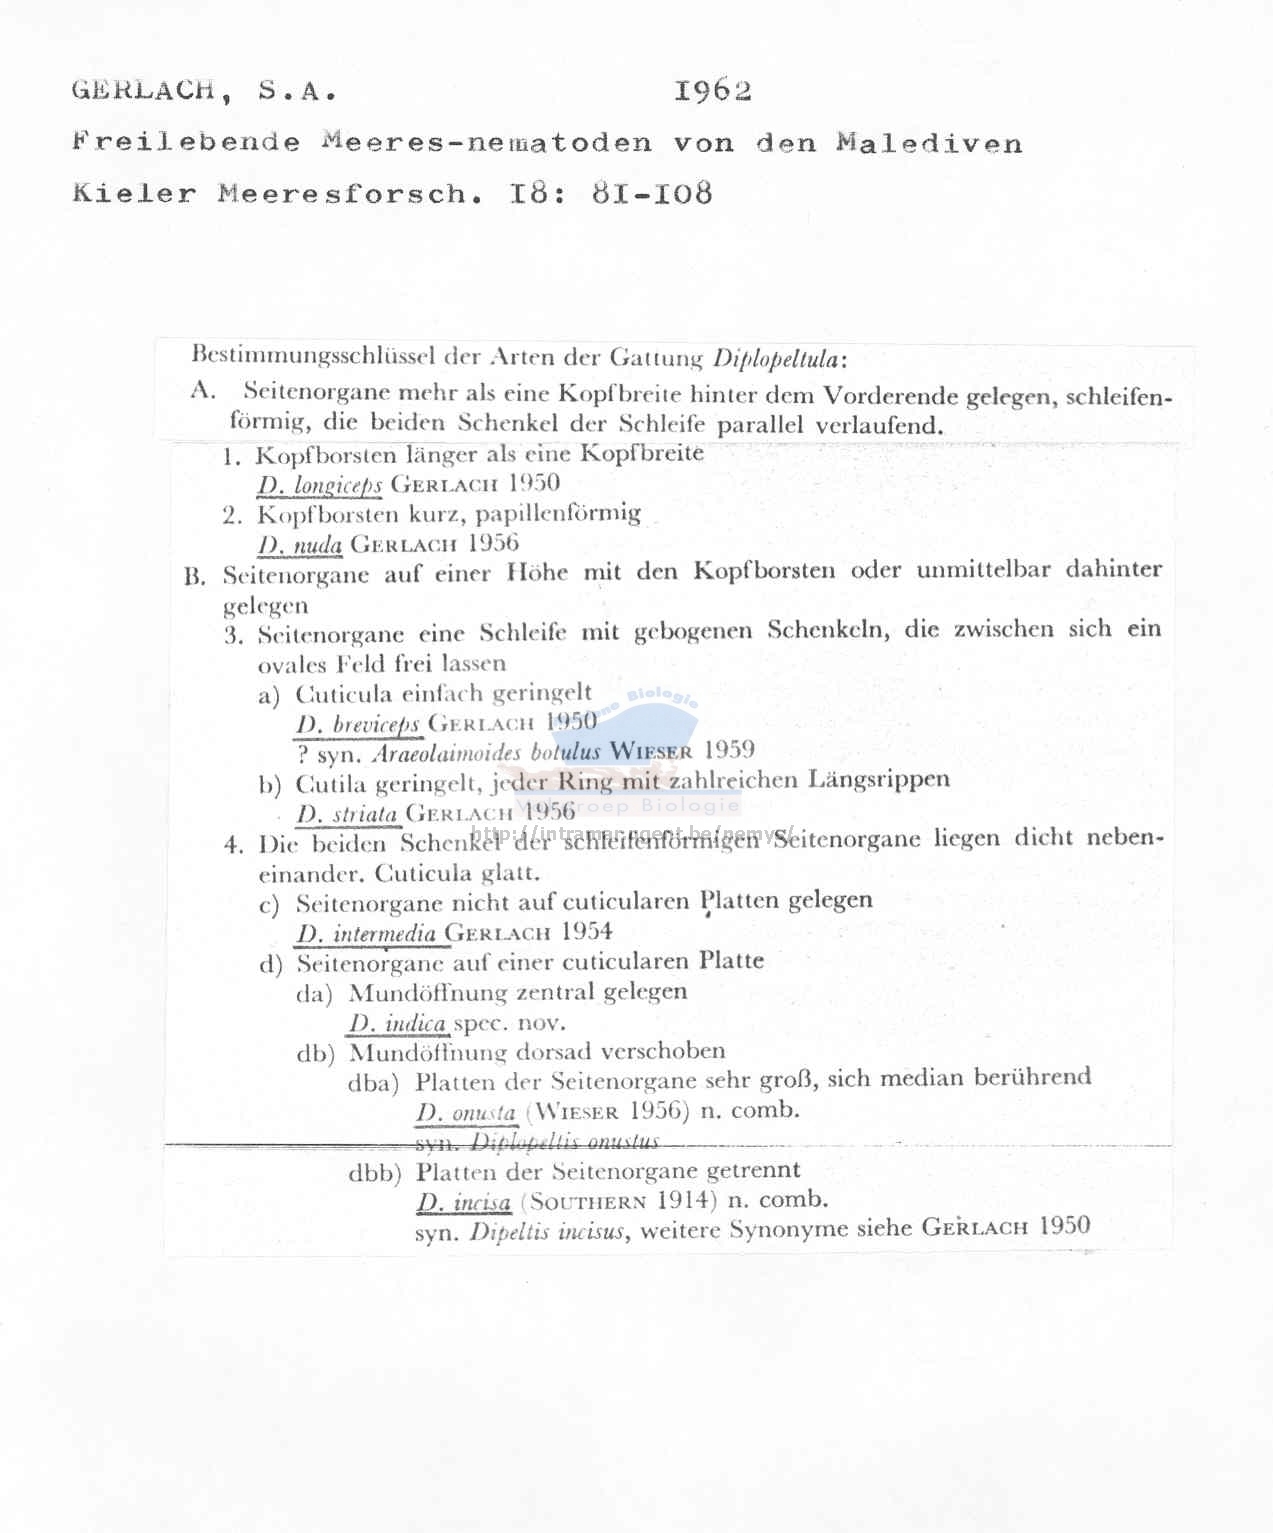 GERLACH, S.A. 1962
Freilebende Meeres-nematoden von den Malediven
Kieler Meeresforsch. 18: 81-108
Bestimmungsschlüssel der Arten der Gattung Diplopeltula:
A. Seitenorgane mehr als eine Kopfbreite hinter dem Vorderende gelegen, schleifen-
förmig, die beiden Schenkel der Schleife parallel verlaufend.
1. Kopfborsten länger als eine Kopfbreite
D. longiceps GERLACH 1950
2. Kopfborsten kurz, papillenförmig
D. nuda GERLACH 1956
B. Seitenorgane auf einer Höhe mit den Kopfborsten oder unmittelbar dahinter
gelegen
3. Seitenorgane eine Schleife mit gebogenen Schenkeln, die zwischen sich ein
ovales Feld frei lassen
a) Cuticula einfach geringelt
Biologie
D. breviceps GERLACH 1950
? syn. Araeolaimoides botulus WIESER 1959
b) Cutila geringelt, jeder Ring mit zahlreichen Längsrippen
Biologie
D. striata GERLACH 1956
http://intramar.ugent.be/nemys/
4. Die beiden Schenkel der schleifenförmigen Seitenorgane liegen dicht neben-
einander. Cuticula glatt.
c) Seitenorgane nicht auf cuticularen Platten gelegen
D. intermedia GERLACH 1954
d) Seitenorgane auf einer cuticularen Platte
da) Mundöffnung zentral gelegen
D. indica spec. nov.
db) Mundöffnung dorsad verschoben
dba) Platten der Seitenorgane sehr groß, sich median berührend
D. onusta (WIESER 1956) n. comb.
syn. Diplopeltis onustus
dbb) Platten der Seitenorgane getrennt
D. incisa (SOUTHERN 1914) n. comb.
syn. Dipeltis incisus, weitere Synonyme siehe GERLACH 1950